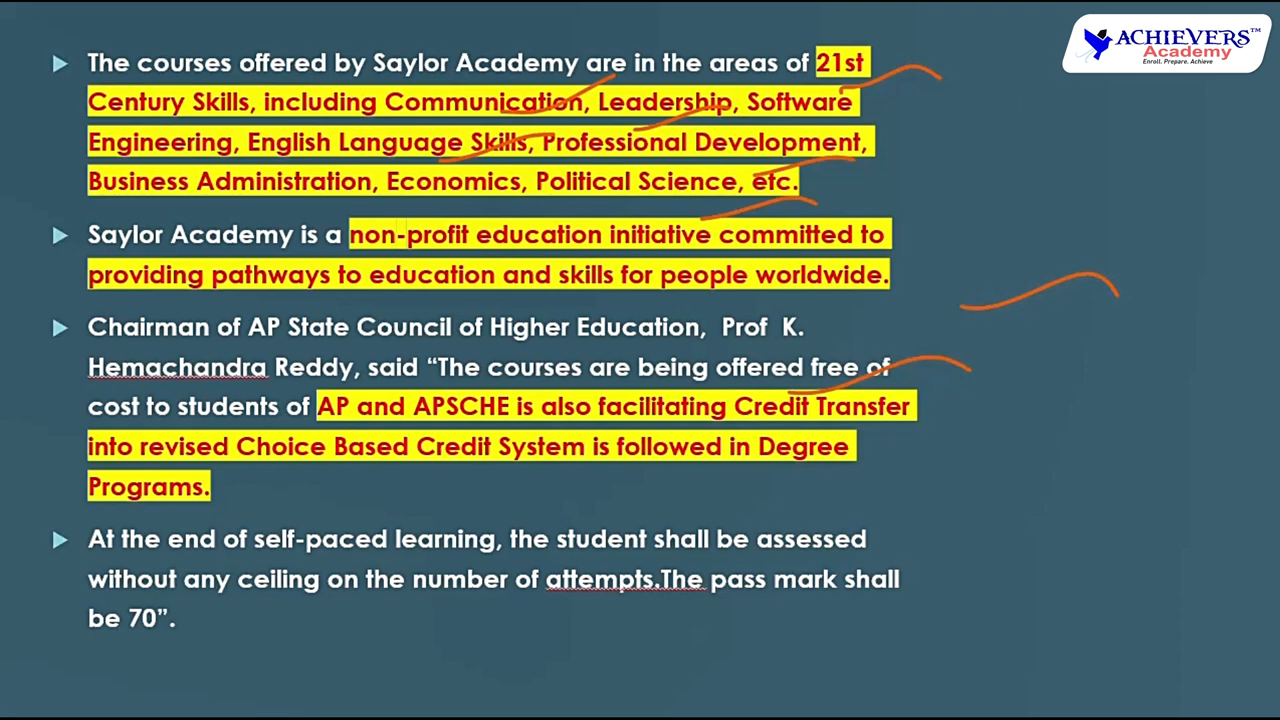 ACHIEVERS™
Academy
Enroll. Prepare. Achieve
The courses offered by Saylor Academy are in the areas of 21st
Century Skills, including Communication, Leadership, Software
Engineering, English Language Skills, Professional Development,
Business Administration, Economics, Political Science, etc.
Saylor Academy is a non-profit education initiative committed to
providing pathways to education and skills for people worldwide.
Chairman of AP State Council of Higher Education, Prof K.
Hemachandra Reddy, said “The courses are being offered free of
cost to students of AP and APSCHE is also facilitating Credit Transfer
into revised Choice Based Credit System is followed in Degree
Programs.
At the end of self-paced learning, the student shall be assessed
without any ceiling on the number of attempts.The pass mark shall
be 70”.